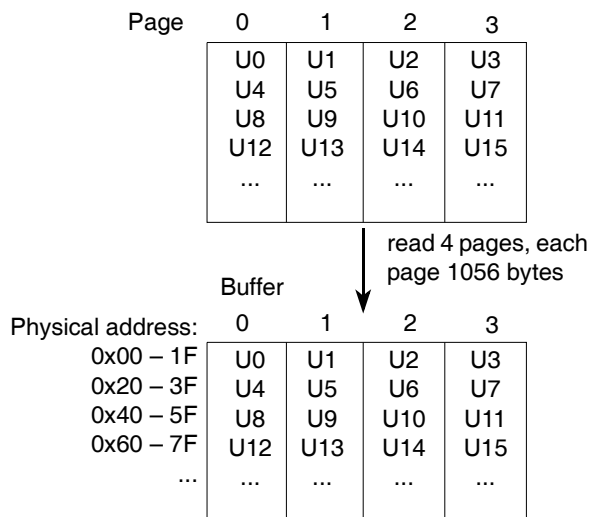 Page 0 1 2 3
U0 U1 U2 U3
U4 U5 U6 U7
U8 U9 U10 U11
U12 U13 U14 U15
... ... ... ...
read 4 pages, each
page 1056 bytes
Buffer
Physical address: 0 1 2 3
0x00 – 1F U0 U1 U2 U3
0x20 – 3F U4 U5 U6 U7
0x40 – 5F U8 U9 U10 U11
0x60 – 7F U12 U13 U14 U15
... ... ... ... ...